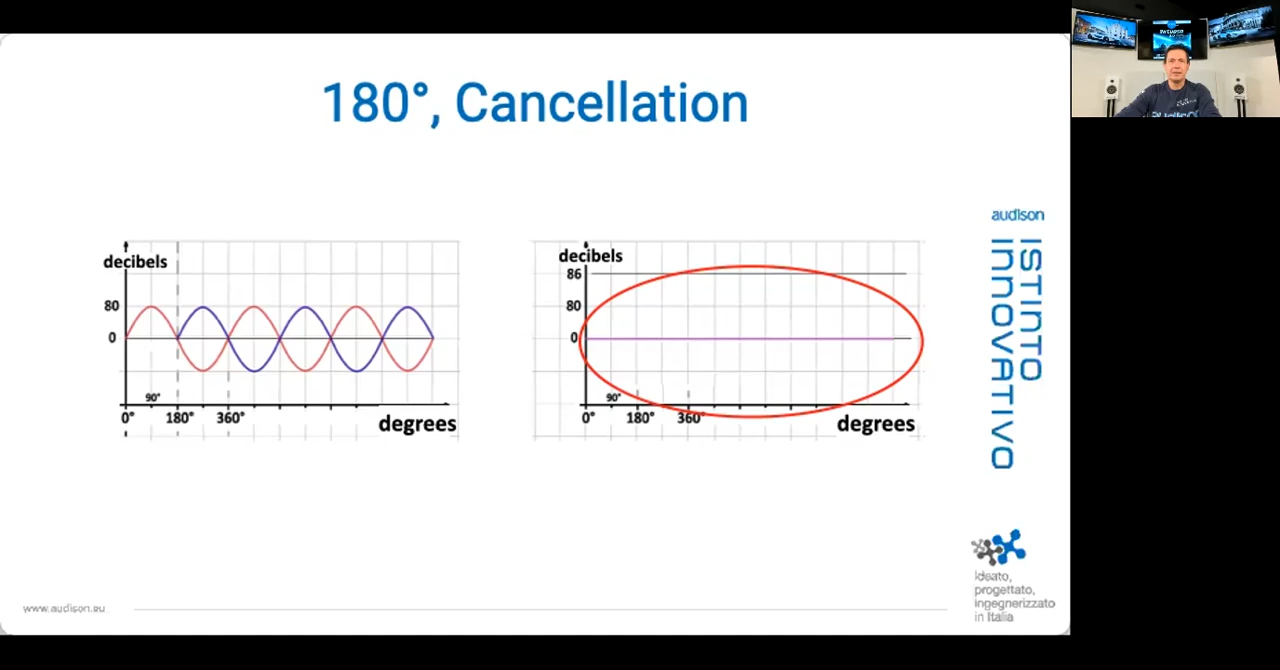 180°, Cancellation
decibels
80
0
90°
0° 180° 360°
degrees
decibels
86
80
0
90°
0° 180° 360°
degrees
audison
ISTINTO
INNOVATIVO
Ideato,
progettato,
ingegnerizzato
in Italia
www.audison.eu